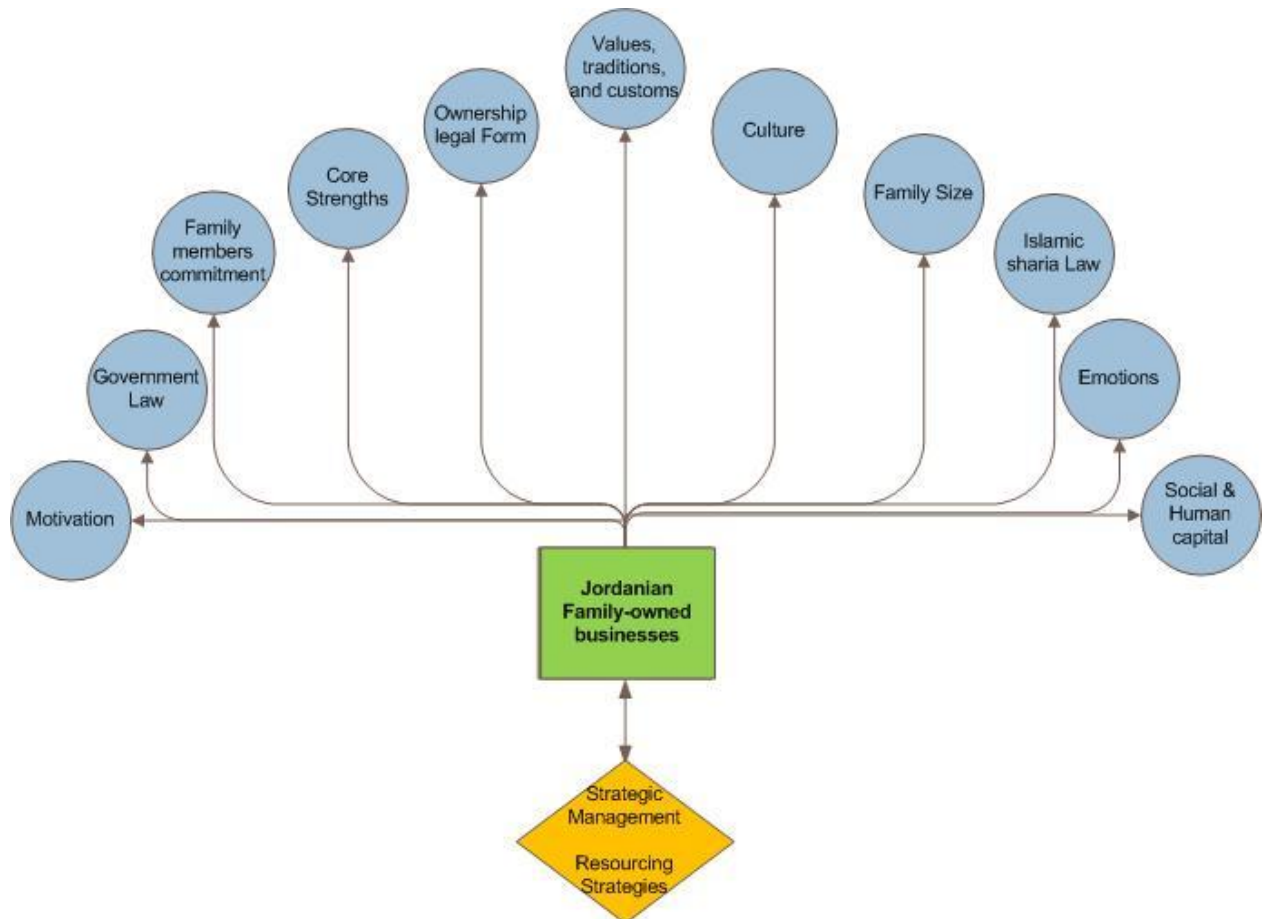 Values,
traditions,
and customs
Ownership
legal Form
Culture
Core
Strengths
Family Size
Family
members
commitment
Islamic
sharia Law
Government
Law
Emotions
Motivation
Social &
Human
capital
Jordanian
Family-owned
businesses
Strategic
Management
Resourcing
Strategies